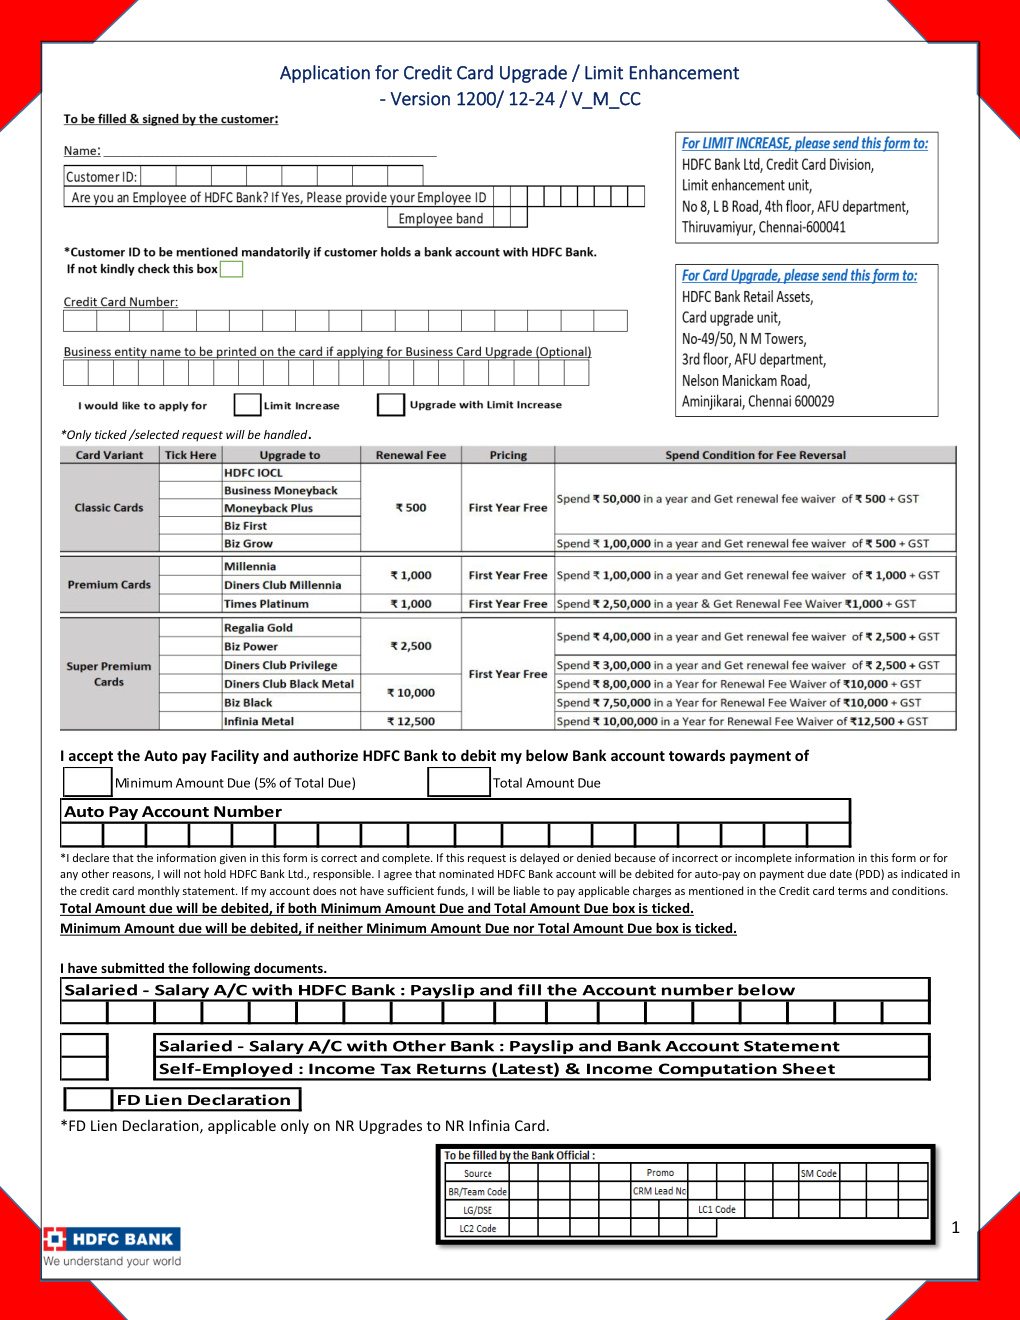 Application for Credit Card Upgrade / Limit Enhancement
- Version 1200/ 12-24 / V_M_CC
To be filled & signed by the customer:
Name: ______________________
Customer ID:
Are you an Employee of HDFC Bank? If Yes, Please provide your Employee ID
Employee band
*Customer ID to be mentioned mandatorily if customer holds a bank account with HDFC Bank.
If not kindly check this box
Credit Card Number:
Business entity name to be printed on the card if applying for Business Card Upgrade (Optional)
I would like to apply for Limit Increase Upgrade with Limit Increase
*Only ticked /selected request will be handled.
For LIMIT INCREASE, please send this form to:
HDFC Bank Ltd, Credit Card Division,
Limit enhancement unit,
No 8, L B Road, 4th floor, AFU department,
Thiruvamiyur, Chennai-600041
For Card Upgrade, please send this form to:
HDFC Bank Retail Assets,
Card upgrade unit,
No-49/50, N M Towers,
3rd floor, AFU department,
Nelson Manickam Road,
Aminjikarai, Chennai 600029
Card Variant Tick Here Upgrade to Renewal Fee Pricing Spend Condition for Fee Reversal
Classic Cards
HDFC IOCL
Business Moneyback
Moneyback Plus
Biz First
Biz Grow
₹ 500
First Year Free
Spend ₹ 50,000 in a year and Get renewal fee waiver of ₹ 500 + GST
Spend ₹ 1,00,000 in a year and Get renewal fee waiver of ₹ 500 + GST
Premium Cards
Millennia
Diners Club Millennia
₹ 1,000
First Year Free
Spend ₹ 1,00,000 in a year and Get renewal fee waiver of ₹ 1,000 + GST
Times Platinum ₹ 1,000 First Year Free Spend ₹ 2,50,000 in a year & Get Renewal Fee Waiver ₹1,000 + GST
Super Premium
Cards
Regalia Gold
Biz Power
Diners Club Privilege
₹ 2,500
Diners Club Black Metal
Biz Black
₹ 10,000
Infinia Metal
₹ 12,500
First Year Free
Spend ₹ 4,00,000 in a year and Get renewal fee waiver of ₹ 2,500 + GST
Spend ₹ 3,00,000 in a year and Get renewal fee waiver of ₹ 2,500 + GST
Spend ₹ 8,00,000 in a Year for Renewal Fee Waiver of ₹10,000 + GST
Spend ₹ 7,50,000 in a Year for Renewal Fee Waiver of ₹10,000 + GST
Spend ₹ 10,00,000 in a Year for Renewal Fee Waiver of ₹12,500 + GST
I accept the Auto pay Facility and authorize HDFC Bank to debit my below Bank account towards payment of
Minimum Amount Due (5% of Total Due) Total Amount Due
Auto Pay Account Number
*I declare that the information given in this form is correct and complete. If this request is delayed or denied because of incorrect or incomplete information in this form or for
any other reasons, I will not hold HDFC Bank Ltd., responsible. I agree that nominated HDFC Bank account will be debited for auto-pay on payment due date (PDD) as indicated in
the credit card monthly statement. If my account does not have sufficient funds, I will be liable to pay applicable charges as mentioned in the Credit card terms and conditions.
Total Amount due will be debited, if both Minimum Amount Due and Total Amount Due box is ticked.
Minimum Amount due will be debited, if neither Minimum Amount Due nor Total Amount Due box is ticked.
I have submitted the following documents.
Salaried - Salary A/C with HDFC Bank : Payslip and fill the Account number below
Salaried - Salary A/C with Other Bank : Payslip and Bank Account Statement
Self-Employed : Income Tax Returns (Latest) & Income Computation Sheet
FD Lien Declaration
*FD Lien Declaration, applicable only on NR Upgrades to NR Infinia Card.
To be filled by the Bank Official :
Source Promo SM Code
BR/Team Code CRM Lead No
LG/DSE LC1 Code
LC2 Code
1
HDFC BANK
We understand your world